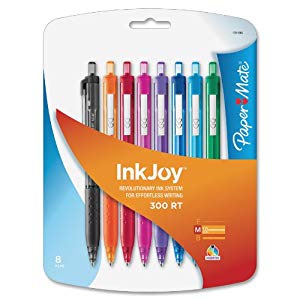 Paper Mate
InkJoy
REVOLUTIONARY INK SYSTEM
FOR EFFORTLESS WRITING
300 RT
F
M
B
8